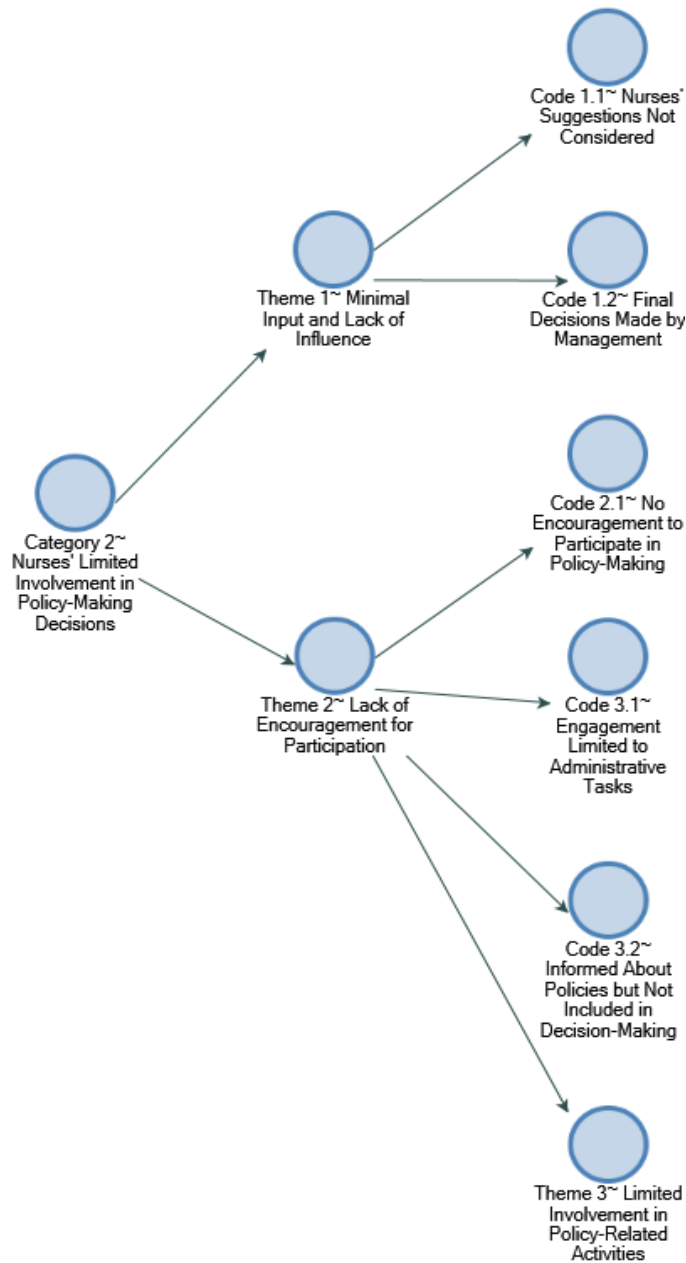 Code 1.1~ Nurses'
Suggestions Not
Considered
Theme 1~ Minimal
Input and Lack of
Influence
Code 1.2~ Final
Decisions Made by
Management
Category 2~
Nurses' Limited
Involvement in
Policy-Making
Decisions
Code 2.1~ No
Encouragement to
Participate in
Policy-Making
Theme 2~ Lack of
Encouragement for
Participation
Code 3.1~
Engagement
Limited to
Administrative
Tasks
Code 3.2~
Informed About
Policies but Not
Included in
Decision-Making
Theme 3~ Limited
Involvement in
Policy-Related
Activities